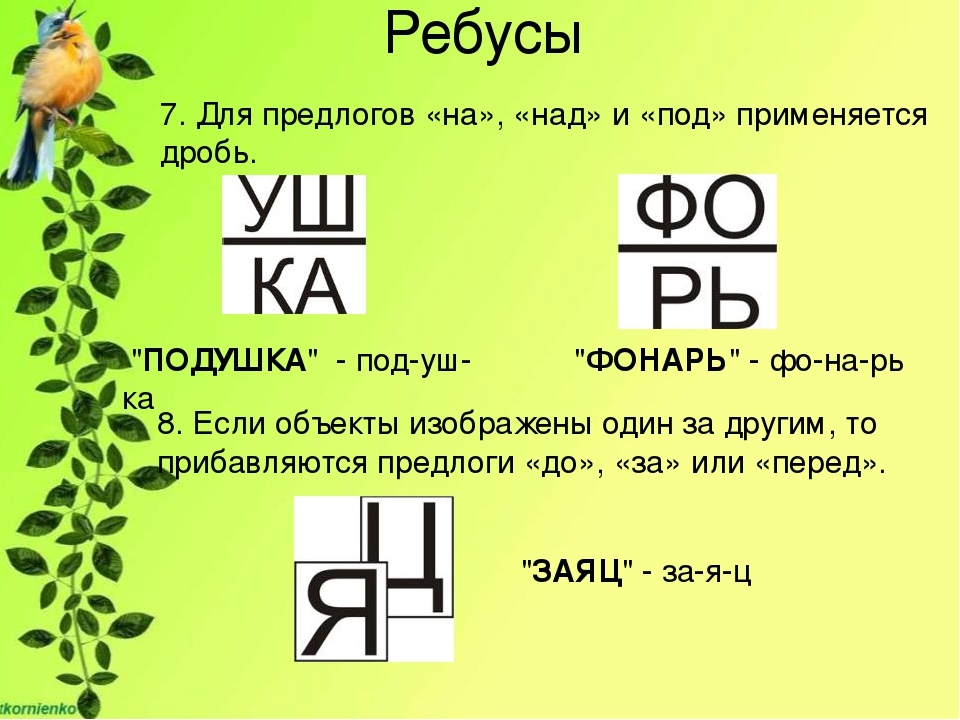 Ребусы
7. Для предлогов «на», «над» и «под» применяется
дробь.
УШ
КА
ФО
РЬ
"ПОДУШКА" - под-уш-
ка
"ФОНАРЬ" - фо-на-рь
8. Если объекты изображены один за другим, то
прибавляются предлоги «до», «за» или «перед».
Ц
Я
"ЗАЯЦ" - за-я-ц
tkornienko